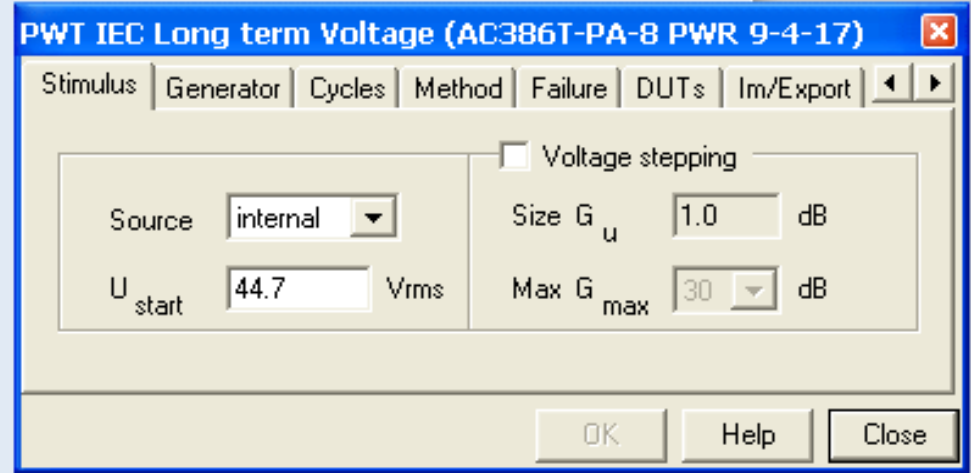 PWT IEC Long term Voltage (AC386T-PA-8 PWR 9-4-17)
Stimulus Generator Cycles Method Failure DUTs Im/Export
Voltage stepping
Source internal Size G u 1.0 dB
U start 44.7 Vrms Max G max 30 dB
OK Help Close